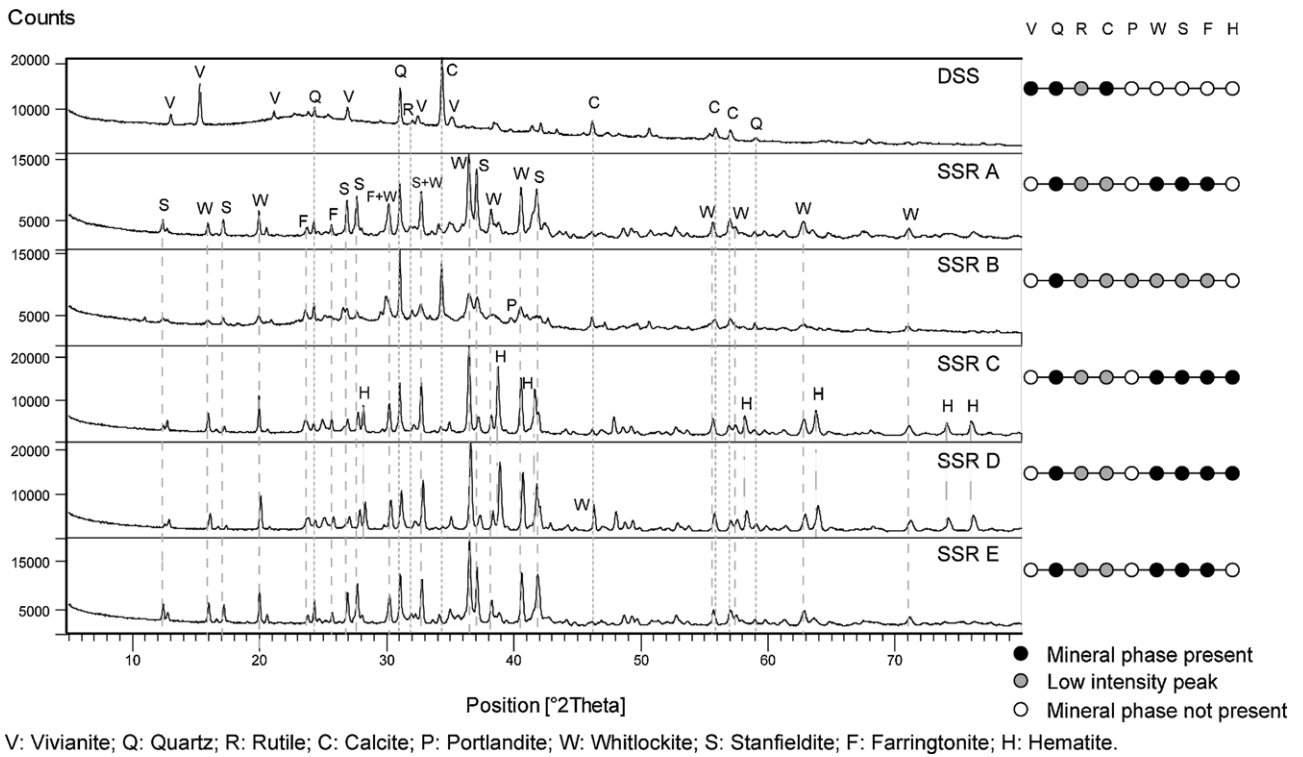 Counts
V Q R C P W S F H
20000
10000
DSS
V V V Q V Q R V C V C C C Q
15000
5000
SSR A
S W S W F F S S F+W S+W W S W W S W W W W
15000
5000
SSR B
P
20000
10000
SSR C
H H H H H H H
20000
10000
SSR D
W
15000
5000
SSR E
10 20 30 40 50 60 70
Position [°2Theta]
Mineral phase present
Low intensity peak
Mineral phase not present
V: Vivianite; Q: Quartz; R: Rutile; C: Calcite; P: Portlandite; W: Whitlockite; S: Stanfieldite; F: Farringtonite; H: Hematite.